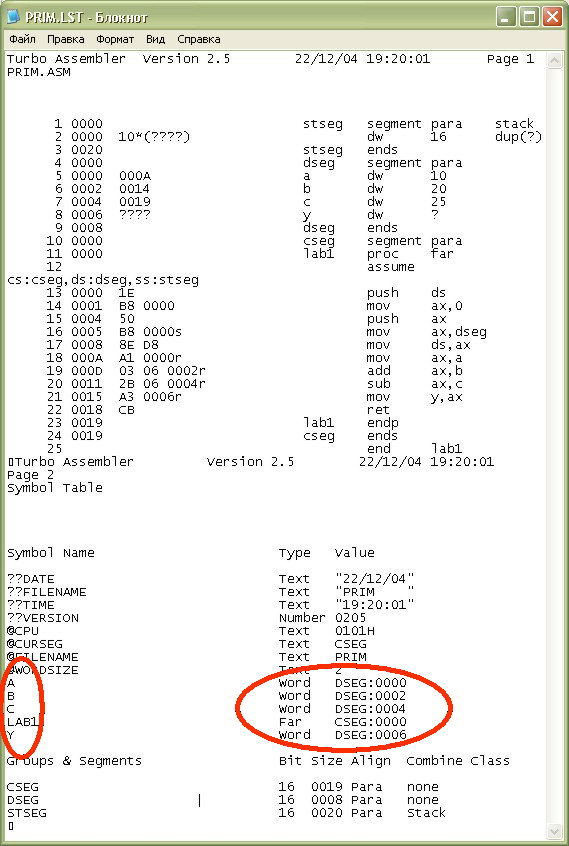 PRIM.LST - Блокнот
Файл Правка Формат Вид Справка
Turbo Assembler Version 2.5 22/12/04 19:20:01 Page 1
PRIM.ASM
1 0000 stseg segment para stack
2 0000 10*(????) dw 16 dup(?)
3 0020 stseg ends
4 0000 dseg segment para
5 0000 000A a dw 10
6 0002 0014 b dw 20
7 0004 0019 c dw 25
8 0006 ???? y dw ?
9 0008 dseg ends
10 0000 cseg segment para
11 0000 lab1 proc far
12 assume
cs:cseg,ds:dseg,ss:stseg
13 0000 1E push ds
14 0001 B8 0000 mov ax,0
15 0004 50 push ax
16 0005 B8 0000s mov ax,dseg
17 0008 8E D8 mov ds,ax
18 000A A1 0000r mov ax,a
19 000D 03 06 0002r add ax,b
20 0011 2B 06 0004r sub ax,c
21 0015 A3 0006r mov y,ax
22 0018 CB ret
23 0019 lab1 endp
24 0019 cseg ends
25 end lab1
▯Turbo Assembler Version 2.5 22/12/04 19:20:01
Page 2
Symbol Table
Symbol Name Type Value
??DATE Text "22/12/04"
??FILENAME Text "PRIM "
??TIME Text "19:20:01"
??VERSION Number 0205
@CPU Text 0101H
@CURSEG Text CSEG
@FILENAME Text PRIM
@WORDSIZE Text 2
A Word DSEG:0000
B Word DSEG:0002
C Word DSEG:0004
LAB1 Far CSEG:0000
Y Word DSEG:0006
Groups & Segments Bit Size Align Combine Class
CSEG 16 0019 Para none
DSEG 16 0008 Para none
STSEG 16 0020 Para Stack
▯